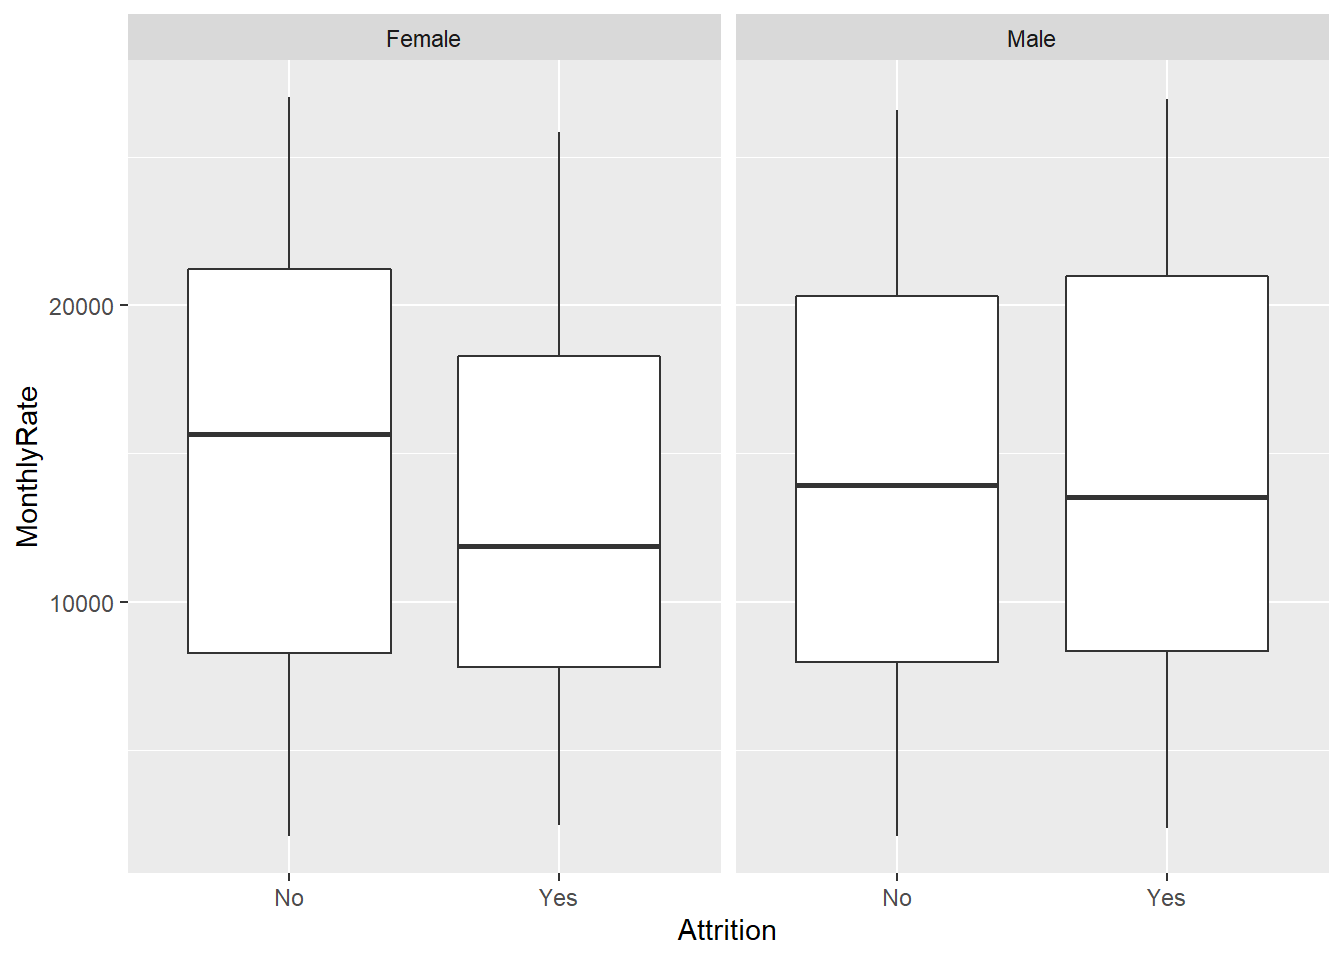 Female
Male
20000
10000
MonthlyRate
No
Yes
No
Yes
Attrition